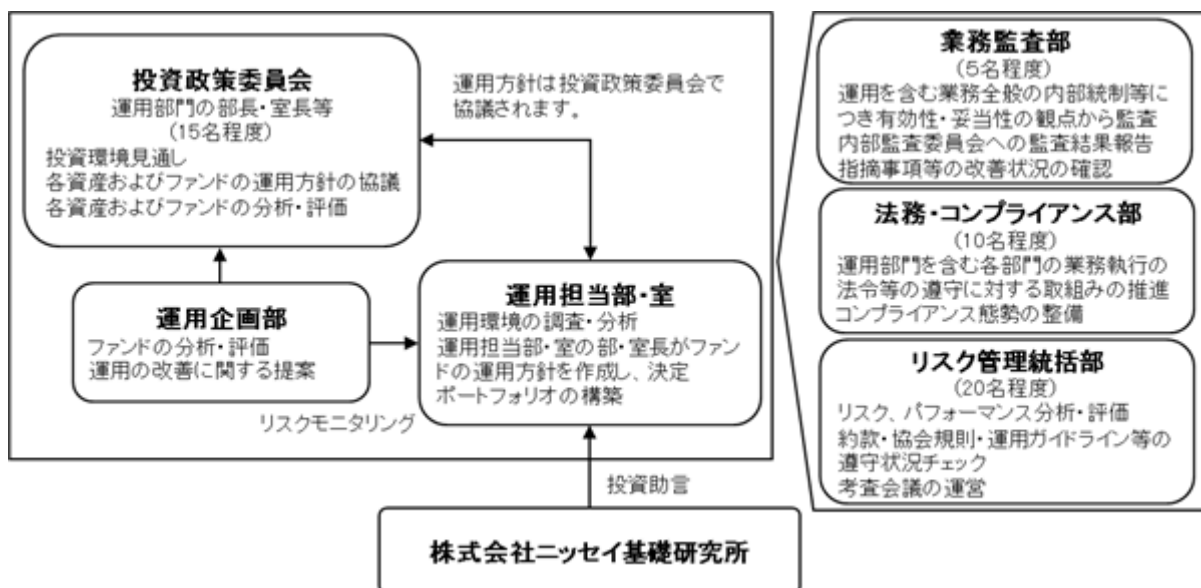 投資政策委員会
運用部門の部長・室長等
(15名程度)
投資環境見通し
各資産およびファンドの運用方針の協議
各資産およびファンドの分析・評価
運用方針は投資政策委員会で
協議されます。
運用企画部
ファンドの分析・評価
運用の改善に関する提案
リスクモニタリング
運用担当部・室
運用環境の調査・分析
運用担当部・室の部・室長がファン
ドの運用方針を作成し、決定
ポートフォリオの構築
投資助言
株式会社ニッセイ基礎研究所
業務監査部
(5名程度)
運用を含む業務全般の内部統制等に
つき有効性・妥当性の観点から監査
内部監査委員会への監査結果報告
指摘事項等の改善状況の確認
法務・コンプライアンス部
(10名程度)
運用部門を含む各部門の業務執行の
法令等の遵守に対する取組みの推進
コンプライアンス態勢の整備
リスク管理統括部
(20名程度)
リスク、パフォーマンス分析・評価
約款・協会規則・運用ガイドライン等の
遵守状況チェック
考査会議の運営